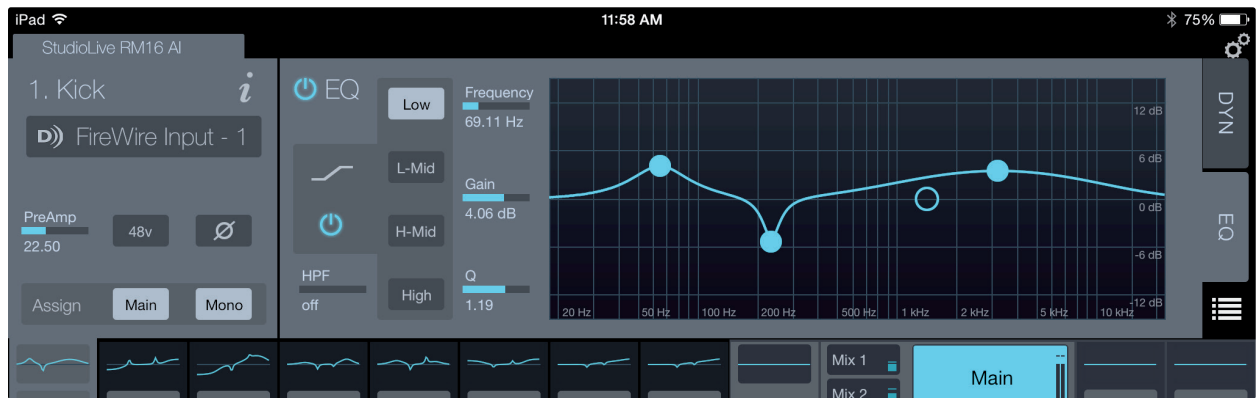 iPad 11:58 AM 75%
StudioLive RM16 AI
1. Kick i
D)) FireWire Input - 1
PreAmp
22.50
48v
Ø
Assign Main Mono
EQ
HPF
off
Low
L-Mid
H-Mid
High
Frequency
69.11 Hz
Gain
4.06 dB
Q
1.19
12 dB
6 dB
0 dB
-6 dB
-12 dB
20 Hz 50 Hz 100 Hz 200 Hz 500 Hz 1 kHz 2 kHz 5 kHz 10 kHz
DYN
EQ
Mix 1
Mix 2
Main